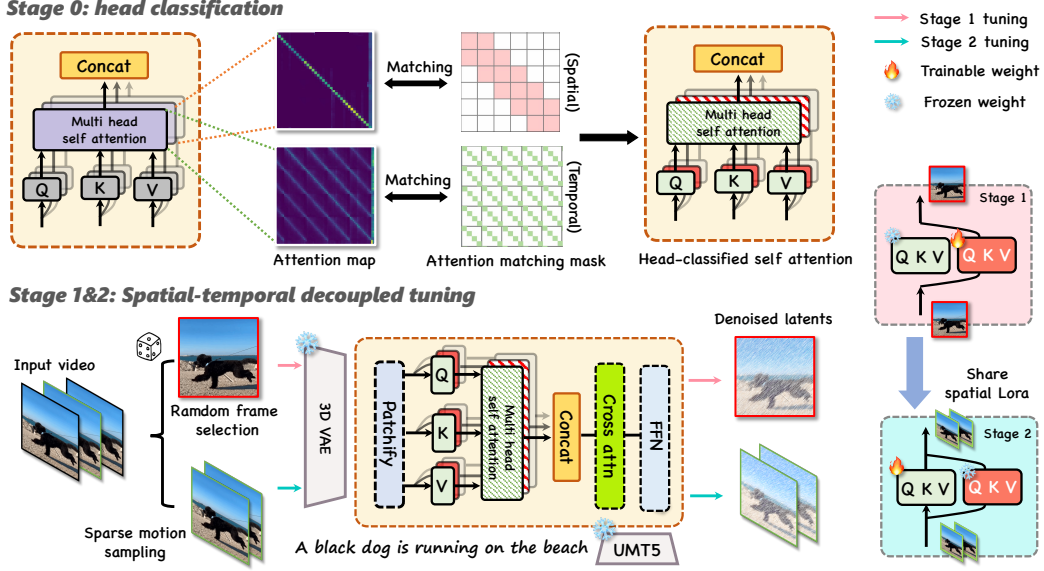 Stage 0: head classification
Concat
Multi head
self attention
Q
K
V
Matching
Matching
(Spatial)
(Temporal)
Attention map
Attention matching mask
Concat
Multi head
self attention
Q
K
V
Head-classified self attention
Stage 1 tuning
Stage 2 tuning
Trainable weight
Frozen weight
Stage 1
Q K V
Q K V
Share
spatial Lora
Stage 2
Q K V
Q K V
Stage 1&2: Spatial-temporal decoupled tuning
Input video
Ramdom frame
selection
Sparse motion
sampling
3D VAE
Patchify
Q
K
V
Multi head
self attention
Concat
Cross attn
FFN
Denoised latents
A black dog is running on the beach
UMT5